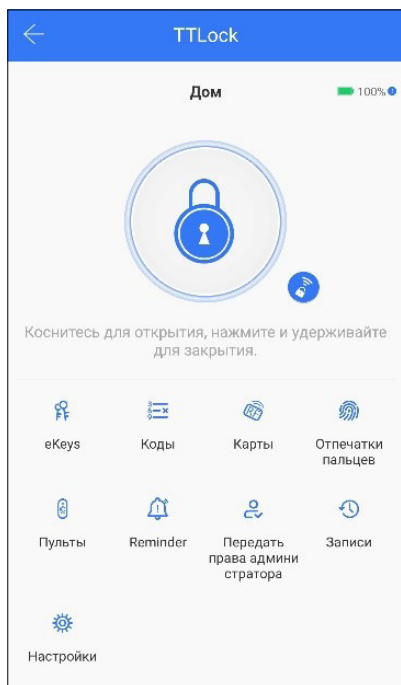 TTLock
Дом
100%
Коснитесь для открытия, нажмите и удерживайте
для закрытия.
eKeys
Коды
Карты
Отпечатки
пальцев
Пульты
Reminder
Передать
права админи
стратора
Записи
Настройки